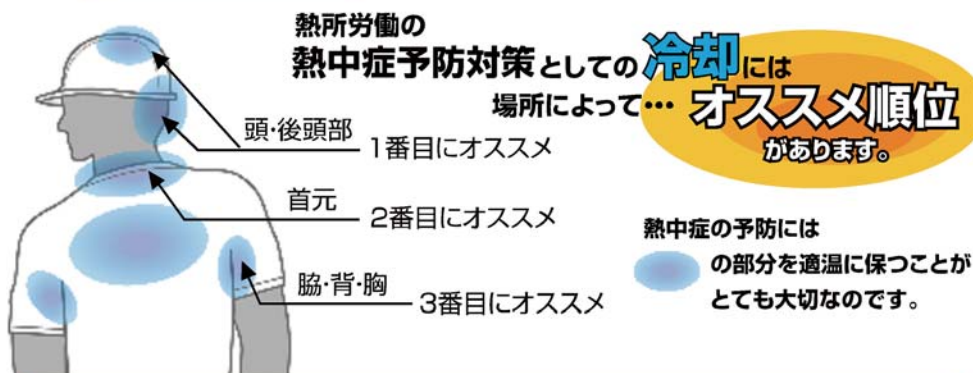 熱所労働の
熱中症予防対策としての冷却には
場所によって…オススメ順位
があります。
頭・後頭部
1番目にオススメ
首元
2番目にオススメ
脇・背・胸
3番目にオススメ
熱中症の予防には
の部分を適温に保つことが
とても大切なのです。